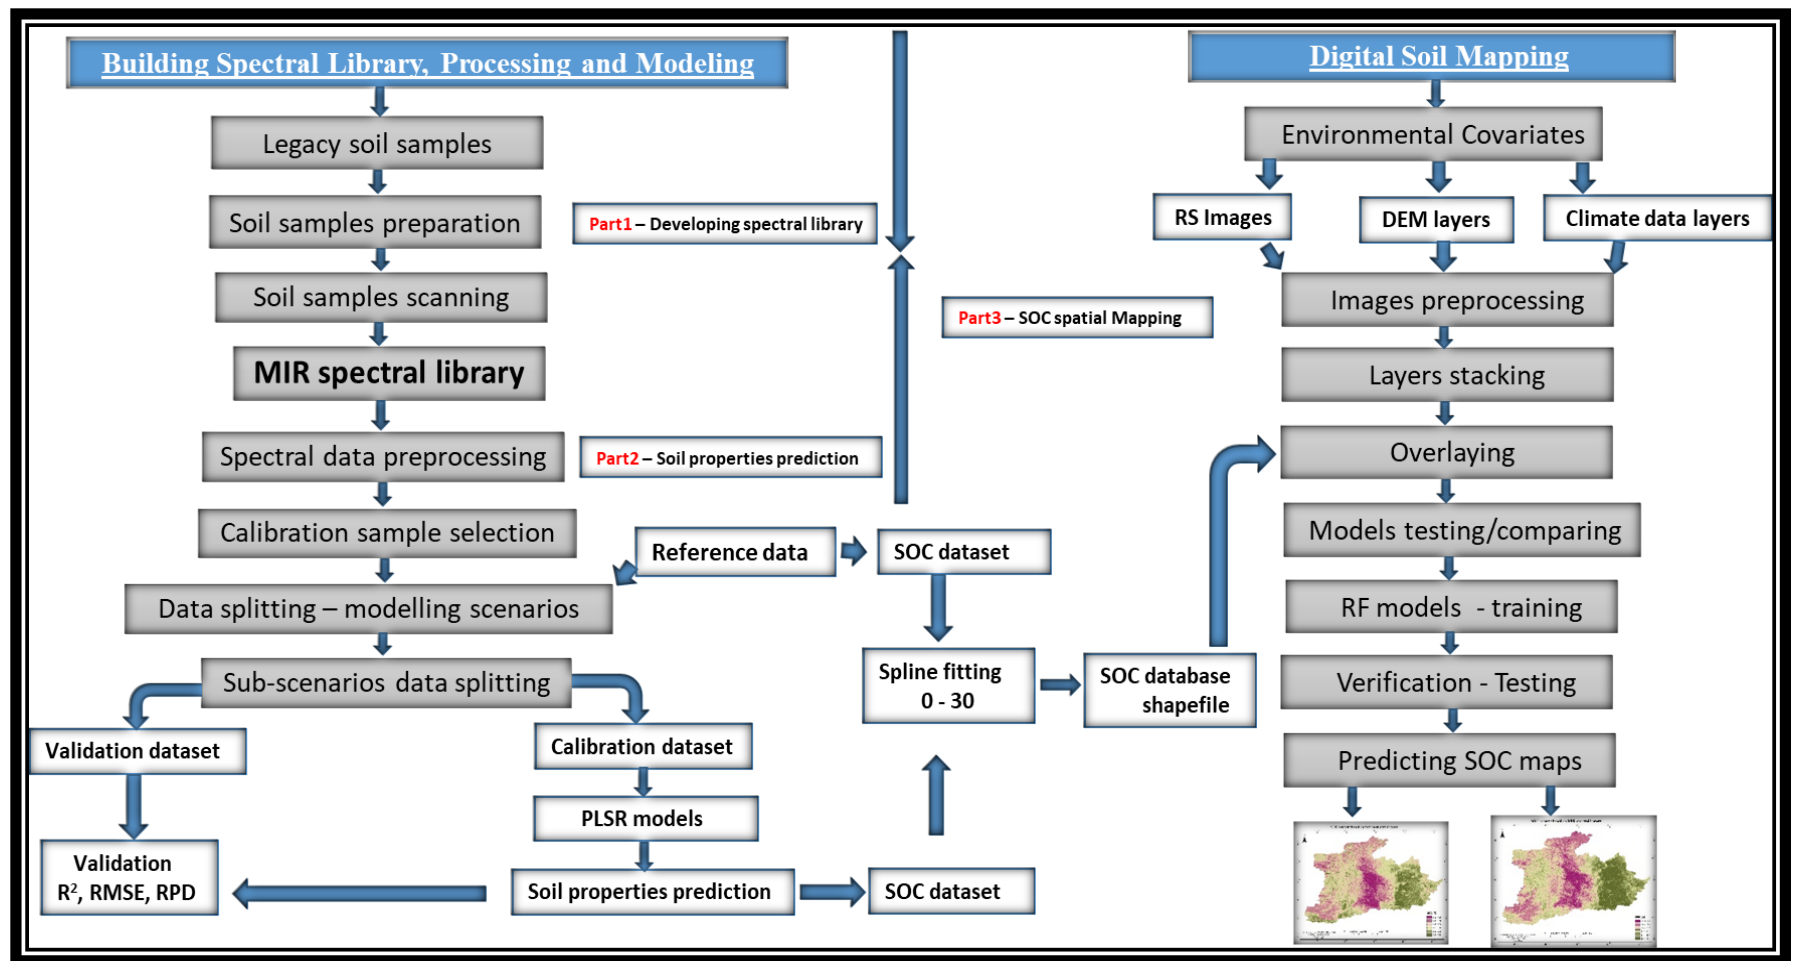 Building Spectral Library, Processing and Modeling
Legacy soil samples
Soil samples preparation
Soil samples scanning
MIR spectral library
Spectral data preprocessing
Calibration sample selection
Data splitting – modelling scenarios
Sub-scenarios data splitting
Validation dataset
Validation
R², RMSE, RPD
Calibration dataset
PLSR models
Soil properties prediction
Part1 – Developing spectral library
Part2 – Soil properties prediction
Reference data
SOC dataset
Spline fitting
0 - 30
SOC dataset
SOC database
shapefile
Part3 – SOC spatial Mapping
Digital Soil Mapping
Environmental Covariates
RS Images
DEM layers
Climate data layers
Images preprocessing
Layers stacking
Overlaying
Models testing/comparing
RF models - training
Verification - Testing
Predicting SOC maps